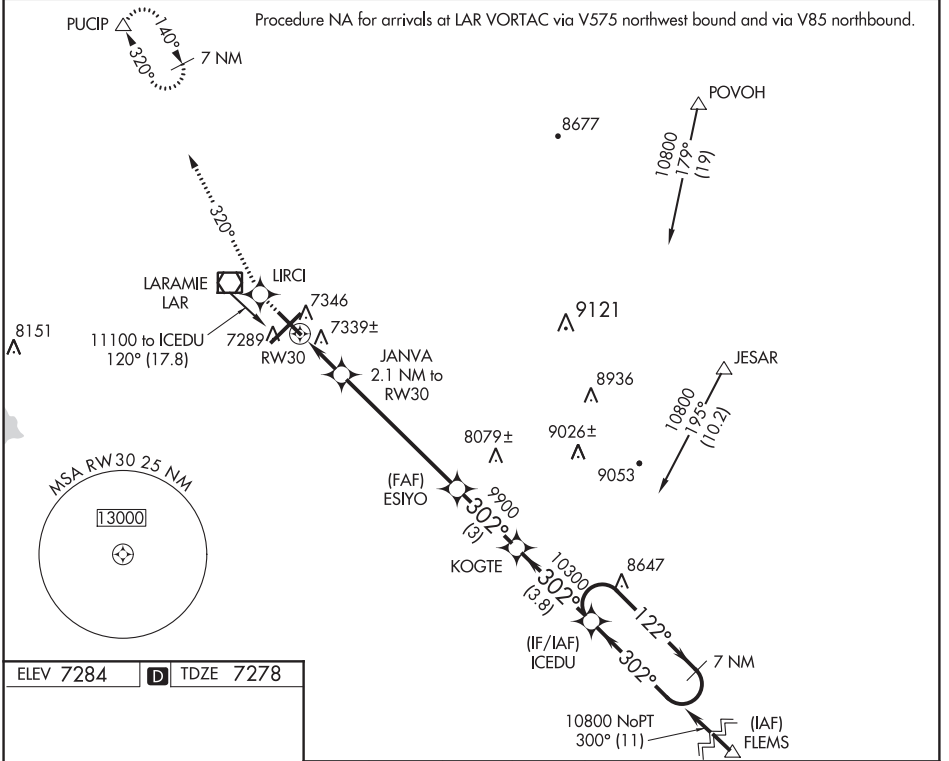 Procedure NA for arrivals at LAR VORTAC via V575 northwest bound and via V85 northbound.
PUCIP
140°
320°
7 NM
POVOH
8677
10800
179°
(19)
320°
LIRCI
LARAMIE
LAR
7346
9121
8151
11100 to ICEDU
120° (17.8)
7289
7339±
RW30
JANVA
2.1 NM to
RW30
JESAR
8936
10800
195°
(10.2)
8079±
9026±
9053
MSA RW30 25 NM
13000
(FAF)
ESIYO
9900
302°
(3)
KOGTE
10300
302°
(3.8)
8647
122°
(IF/IAF)
ICEDU
302°
7 NM
ELEV 7284
D
TDZE 7278
10800 NoPT
300° (11)
(IAF)
FLEMS